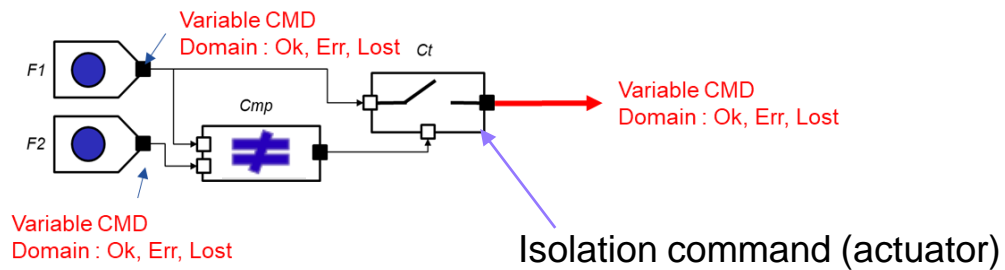 Variable CMD
Domain : Ok, Err, Lost
Ct
F1
Cmp
Variable CMD
Domain : Ok, Err, Lost
F2
Variable CMD
Domain : Ok, Err, Lost
Isolation command (actuator)